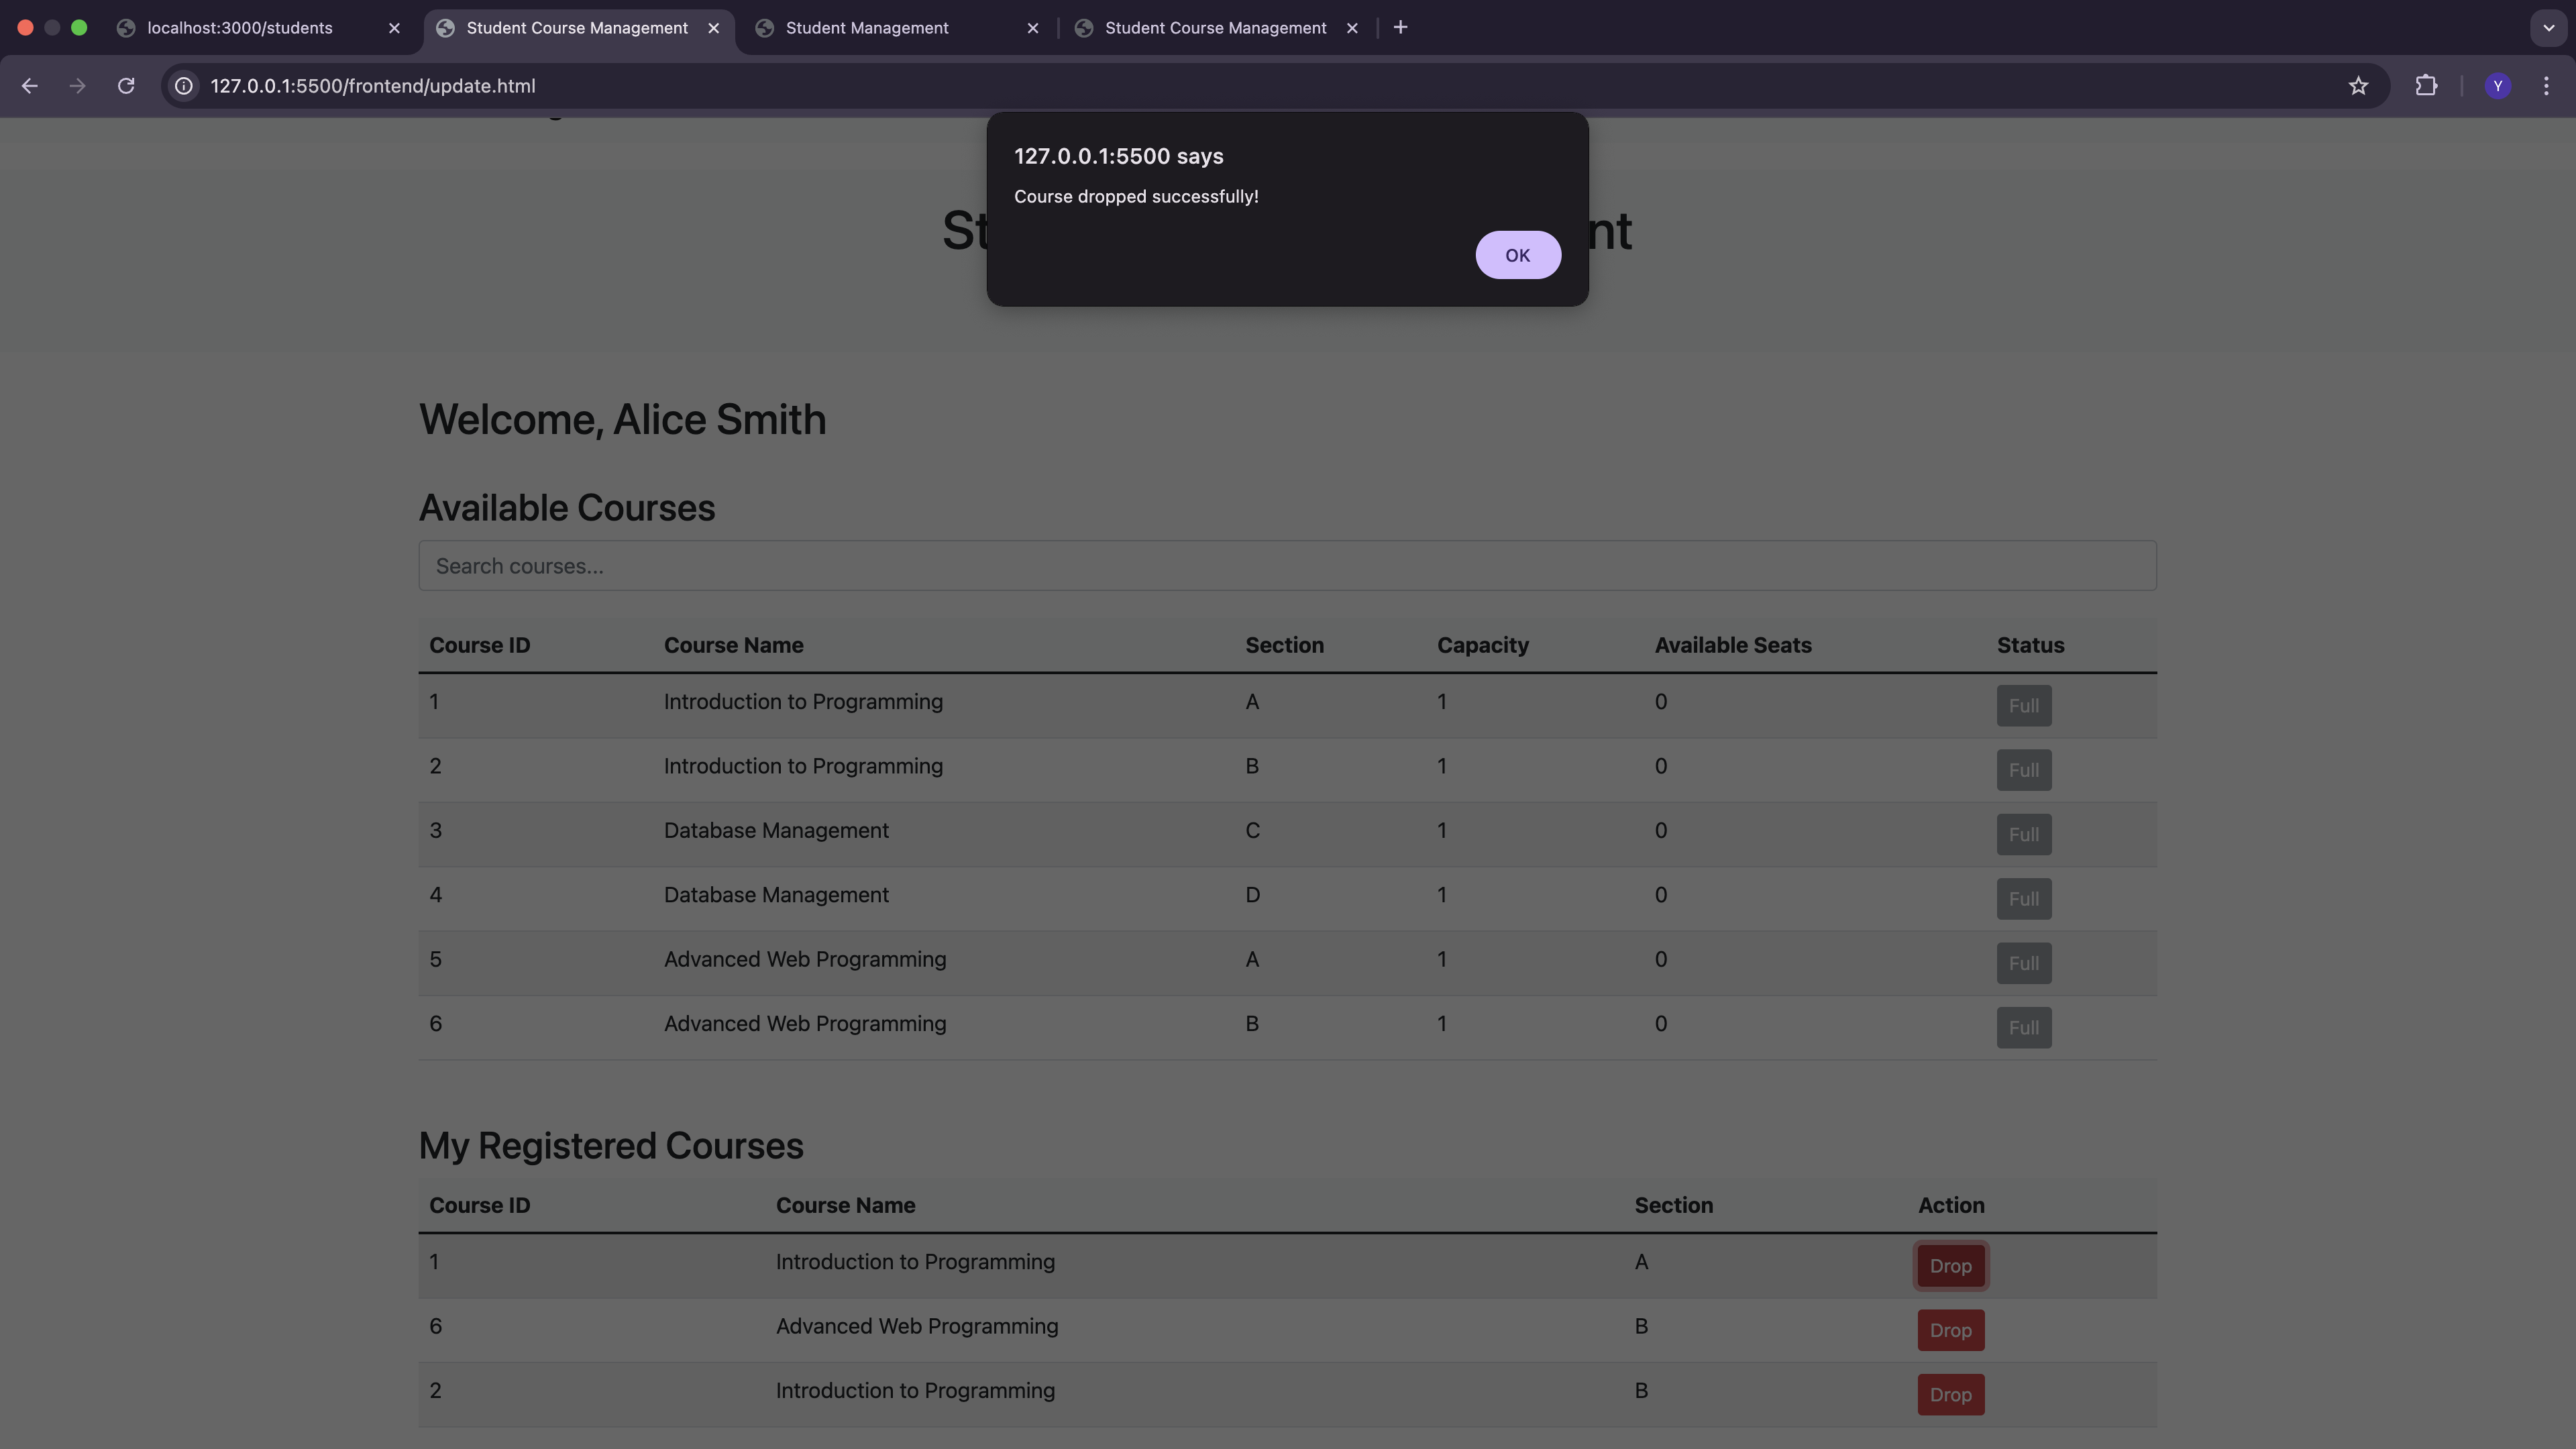 localhost:3000/students
Student Course Management
Student Management
Student Course Management
127.0.0.1:5500/frontend/update.html
Y
127.0.0.1:5500 says
Course dropped successfully!
OK
St nt
Welcome, Alice Smith
Available Courses
Search courses...
Course ID Course Name Section Capacity Available Seats Status
1 Introduction to Programming A 1 0 Full
2 Introduction to Programming B 1 0 Full
3 Database Management C 1 0 Full
4 Database Management D 1 0 Full
5 Advanced Web Programming A 1 0 Full
6 Advanced Web Programming B 1 0 Full
My Registered Courses
Course ID Course Name Section Action
1 Introduction to Programming A Drop
6 Advanced Web Programming B Drop
2 Introduction to Programming B Drop